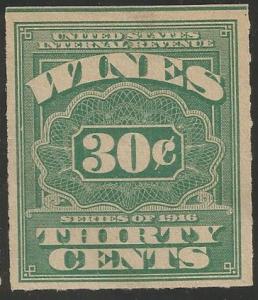 UNITED STATES
INTERNAL REVENUE
WINES
30¢
SERIES OF 1916
THIRTY
CENTS